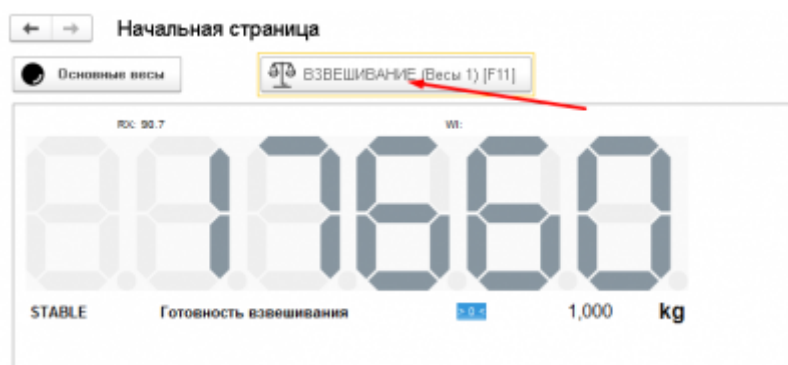 ← → Начальная страница
Основные весы ВЗВЕШИВАНИЕ (Весы 1) [F11]
RX: 90.7 WI:
17660
STABLE Готовность взвешивания > 0 < 1,000 kg